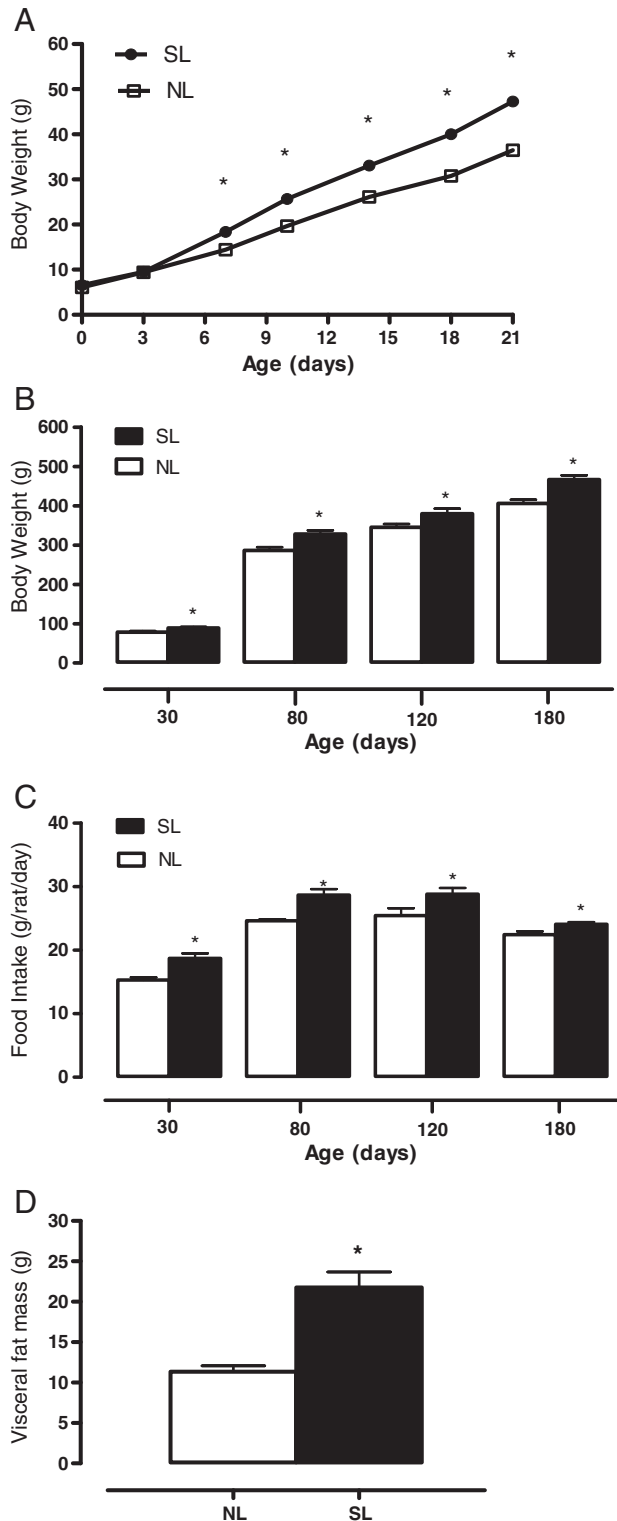 A
60
50
40
30
20
10
0
Body Weight (g)
SL
NL
*
*
*
*
*
0 3 6 9 12 15 18 21
Age (days)
B
600
500
400
300
200
100
0
Body Weight (g)
SL
NL
*
*
*
*
30 80 120 180
Age (days)
C
40
30
20
10
0
Food Intake (g/rat/day)
SL
NL
*
*
*
*
30 80 120 180
Age (days)
D
30
25
20
15
10
5
0
Visceral fat mass (g)
*
NL SL